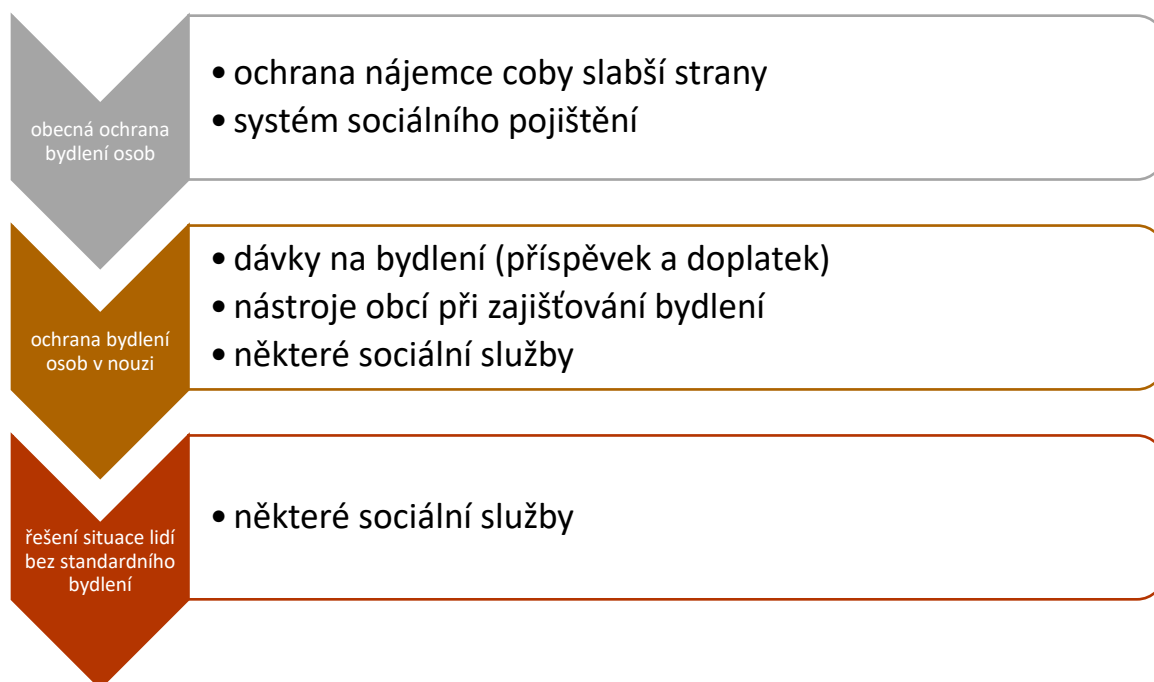 obecná ochrana
bydlení osob
• ochrana nájemce coby slabší strany
• systém sociálního pojištění
ochrana bydlení
osob v nouzi
• dávky na bydlení (příspěvek a doplatek)
• nástroje obcí při zajišťování bydlení
• některé sociální služby
řešení situace lidí
bez standardního
bydlení
• některé sociální služby